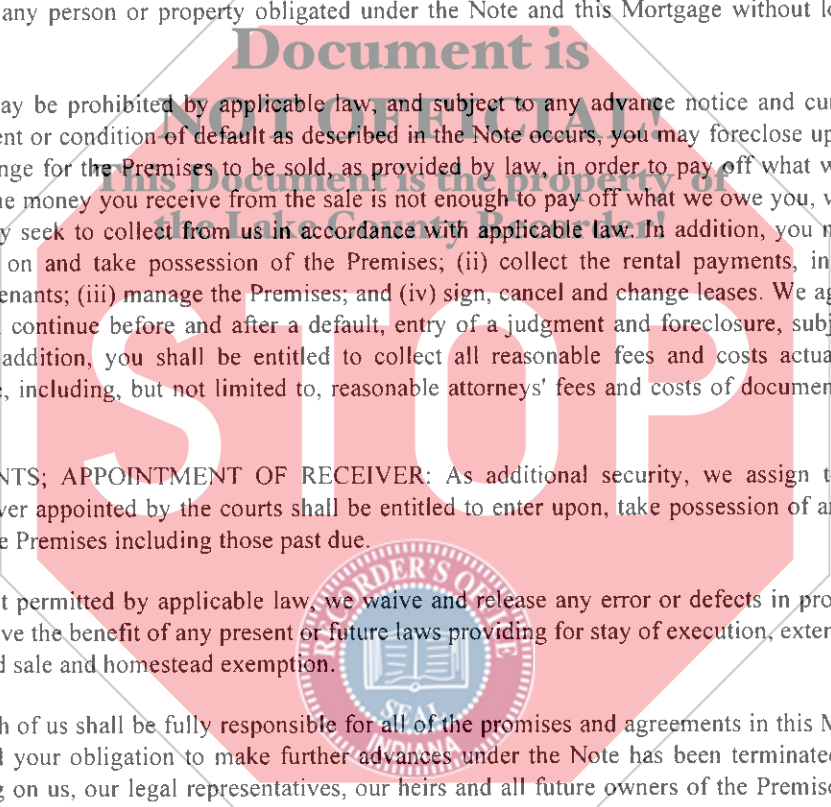 any person or property obligated under the Note and this Mortgage without
Document is
ay be prohibited by applicable law, and subject to any advance notice and cu
NOT OFFICIAL!
nt or condition of default as described in the Note occurs, you may foreclose up
nge for the Premises to be sold, as provided by law, in order to pay off what w
This Document is the property of
e money you receive from the sale is not enough to pay off what we owe you, w
the Lake County Recorder!
y seek to collect from us in accordance with applicable law. In addition, you
on and take possession of the Premises; (ii) collect the rental payments, in
enants; (iii) manage the Premises; and (iv) sign, cancel and change leases. We ag
continue before and after a default, entry of a judgment and foreclosure, subj
addition, you shall be entitled to collect all reasonable fees and costs actua
, including, but not limited to, reasonable attorneys' fees and costs of documen
STOP
NTS; APPOINTMENT OF RECEIVER: As additional security, we assign t
ver appointed by the courts shall be entitled to enter upon, take possession of a
e Premises including those past due.
t permitted by applicable law, we waive and release any error or defects in pro
ve the benefit of any present or future laws providing for stay of execution, exten
d sale and homestead exemption.
RECORDER'S OFFICE
SEAL
INDIANA
h of us shall be fully responsible for all of the promises and agreements in this M
d your obligation to make further advances under the Note has been terminated
g on us, our legal representatives, our heirs and all future owners of the Premise